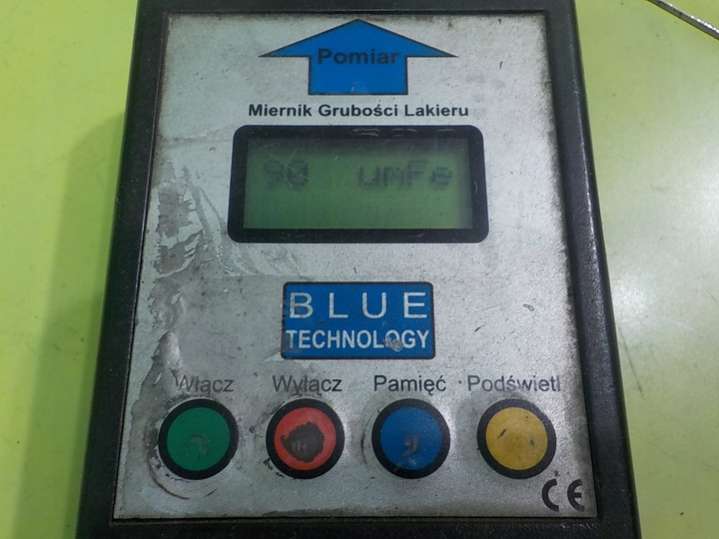 Pomiar
Miernik Grubości Lakieru
90 umFe
BLUE
TECHNOLOGY
Włącz Wyłącz Pamięć Podświetl
CE